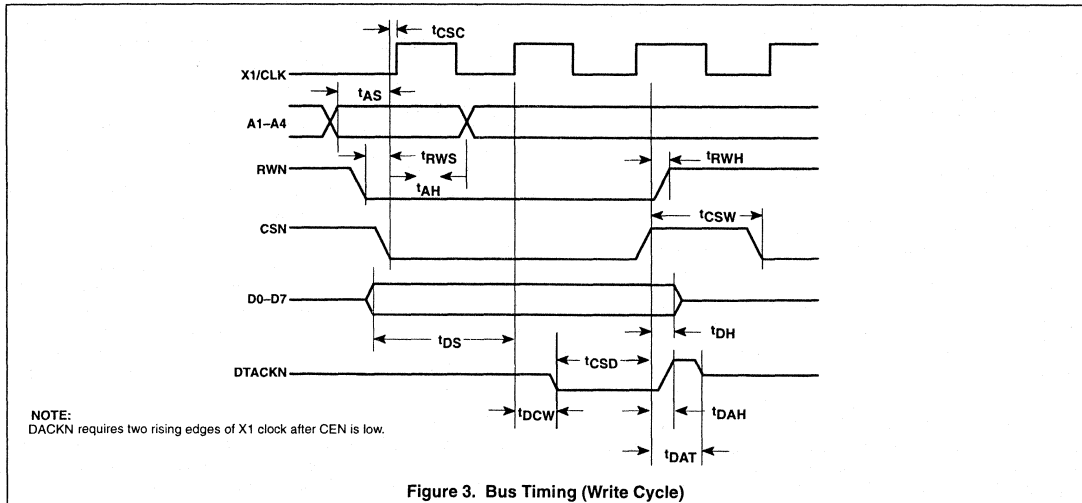 tCSC
X1/CLK
tAS
A1–A4
tRWS
tRWH
RWN
tAH
tCSW
CSN
D0–D7
tDH
tDS
tCSD
DTACKN
tDCW
tDAH
NOTE:
DACKN requires two rising edges of X1 clock after CEN is low.
tDAT
Figure 3. Bus Timing (Write Cycle)